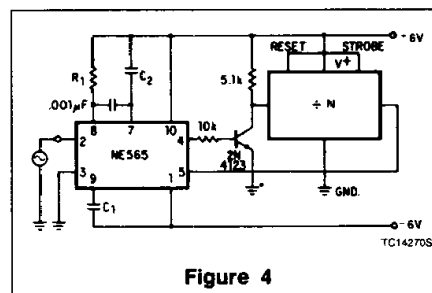 -6V
RESET STROBE
V+
R1
C2
5.1k
.001µF
÷ N
8 7 10
10k
2 4
NE565
3 5
2N
4123
9 1
C1
GND.
-6V
TC14270S
Figure 4